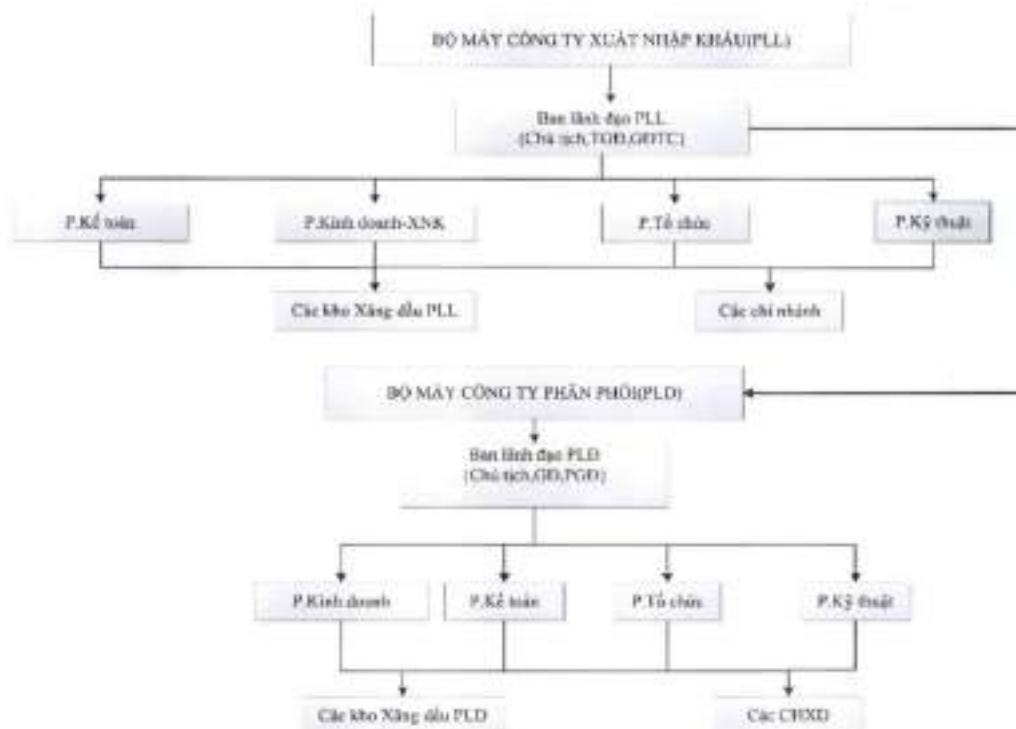 BỘ MÁY CÔNG TY XUẤT NHẬP KHẨU(PLL)
Ban lãnh đạo PLL
(Chủ tịch,TGĐ,GĐTC)
P.Kế toán
P.Kinh doanh-XNK
P.Tổ chức
P.Kỹ thuật
Các kho Xăng dầu PLL
Các chi nhánh
BỘ MÁY CÔNG TY PHÂN PHỐI(PLD)
Ban lãnh đạo PLD
(Chủ tịch,GĐ,PGĐ)
P.Kinh doanh
P.Kế toán
P.Tổ chức
P.Kỹ thuật
Các kho Xăng dầu PLD
Các CHXD